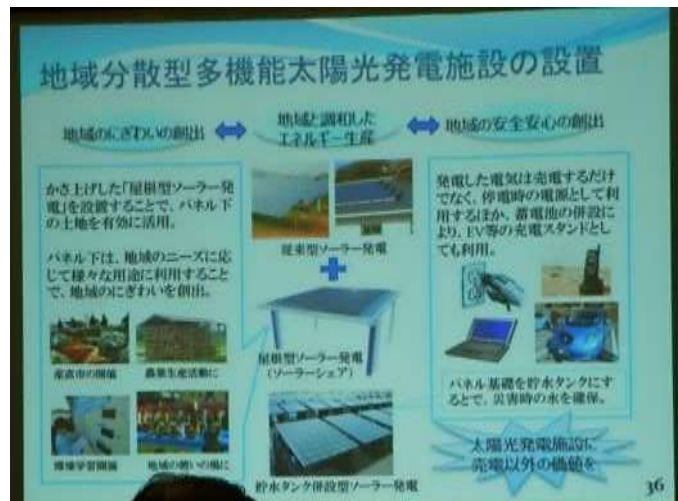 地域分散型多機能太陽光発電施設の設置
地域のにぎわいの創出
地域と調和した
エネルギー生産
地域の安全安心の創出
かさ上げした「屋根型ソーラー発
電」を設置することで、パネル下
の土地を有効に活用。
パネル下は、地域のニーズに応
じて様々な用途に利用すること
で、地域のにぎわいを創出。
産直市の開催
農業生産活動に
環境学習開催
地域の憩いの場に
従来型ソーラー発電
屋根型ソーラー発電
(ソーラーシェア)
貯水タンク併設型ソーラー発電
発電した電気は売電するだけ
でなく、停電時の電源として利
用するほか、蓄電池の併設に
より、EV等の充電スタンドとし
ても利用。
パネル基礎を貯水タンクにす
るとで、災害時の水を確保。
太陽光発電施設に
売電以外の価値を
36